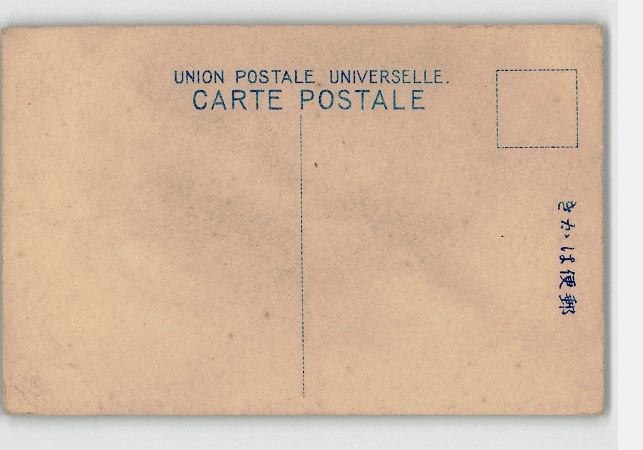 UNION POSTALE UNIVERSELLE.
CARTE POSTALE
きかは便郵